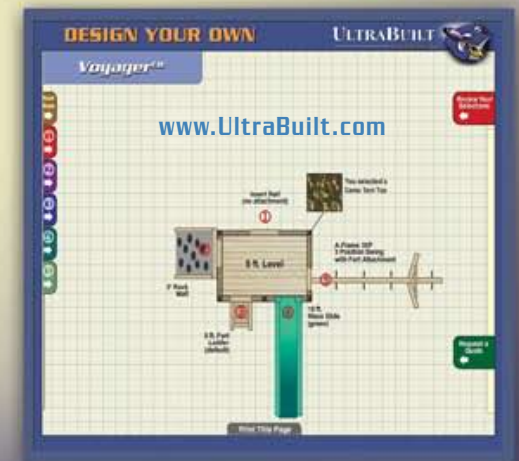 DESIGN YOUR OWN
ULTRABUILT
Voyager™
www.UltraBuilt.com
Review Your
Selections
You selected a
Camo Tent Top
Insert Rail
(no attachment)
1
5 ft. Level
A-Frame
3 Position Swing
with Fort Attachment
5' Rock
Wall
5 ft. Fort
Ladder
(default)
10 ft.
Wave Slide
(green)
Request a
Quote
Print This Page